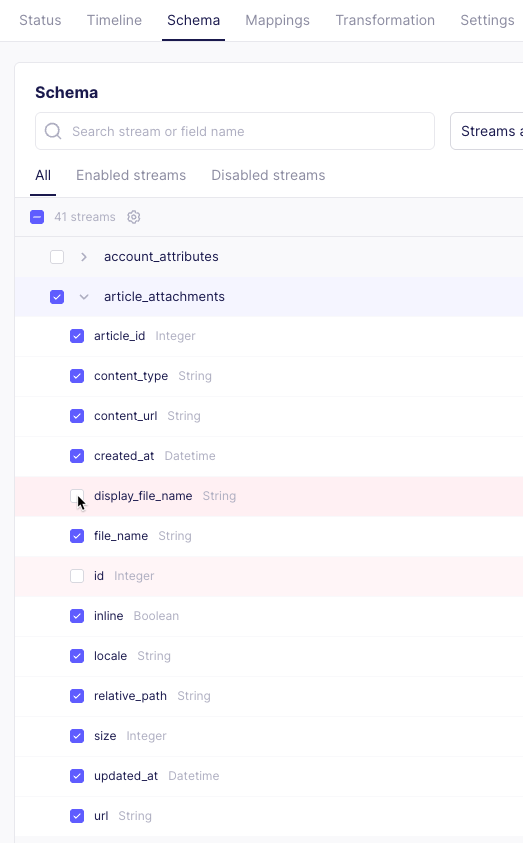 Status Timeline Schema Mappings Transformation Settings
Schema
Search stream or field name Streams a
All Enabled streams Disabled streams
41 streams
account_attributes
article_attachments
article_id Integer
content_type String
content_url String
created_at Datetime
display_file_name String
file_name String
id Integer
inline Boolean
locale String
relative_path String
size Integer
updated_at Datetime
url String